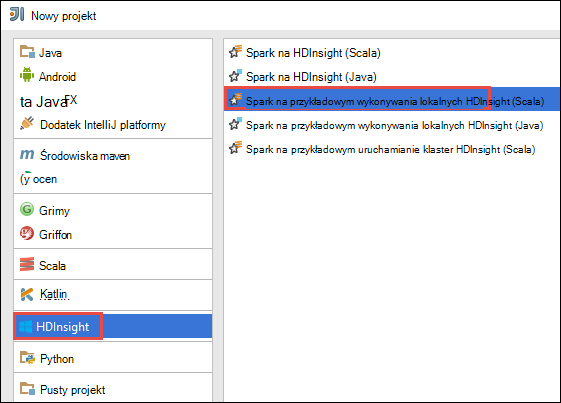 Nowy projekt
Java
Android
ta JavaFX
Dodatek IntelliJ platformy
Środowiska maven
(y ocen
Grimy
Griffon
Scala
Katlin
HDInsight
Python
Pusty projekt
Spark na HDInsight (Scala)
Spark na HDInsight (Java)
Spark na przykładowym wykonywania lokalnych HDInsight (Scala)
Spark na przykładowym wykonywania lokalnych HDInsight (Java)
Spark na przykładowym uruchamianie klaster HDInsight (Scala)